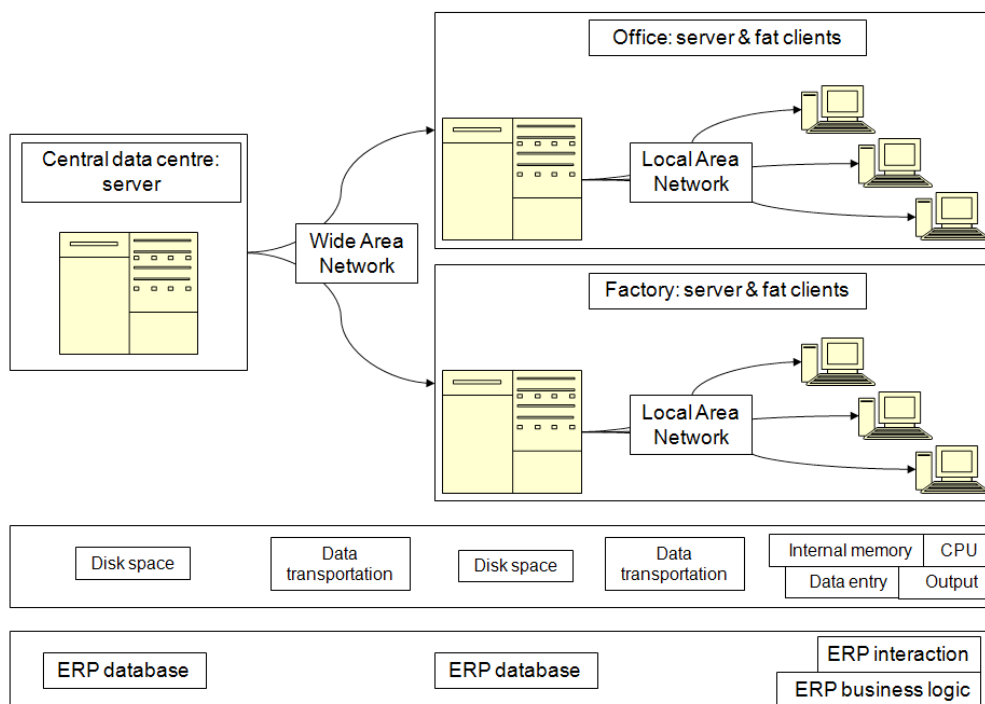 Office: server & fat clients
Central data centre:
server
Local Area
Network
Wide Area
Network
Factory: server & fat clients
Local Area
Network
Disk space
Data
transportation
Disk space
Data
transportation
Internal memory
CPU
Data entry
Output
ERP database
ERP database
ERP interaction
ERP business logic